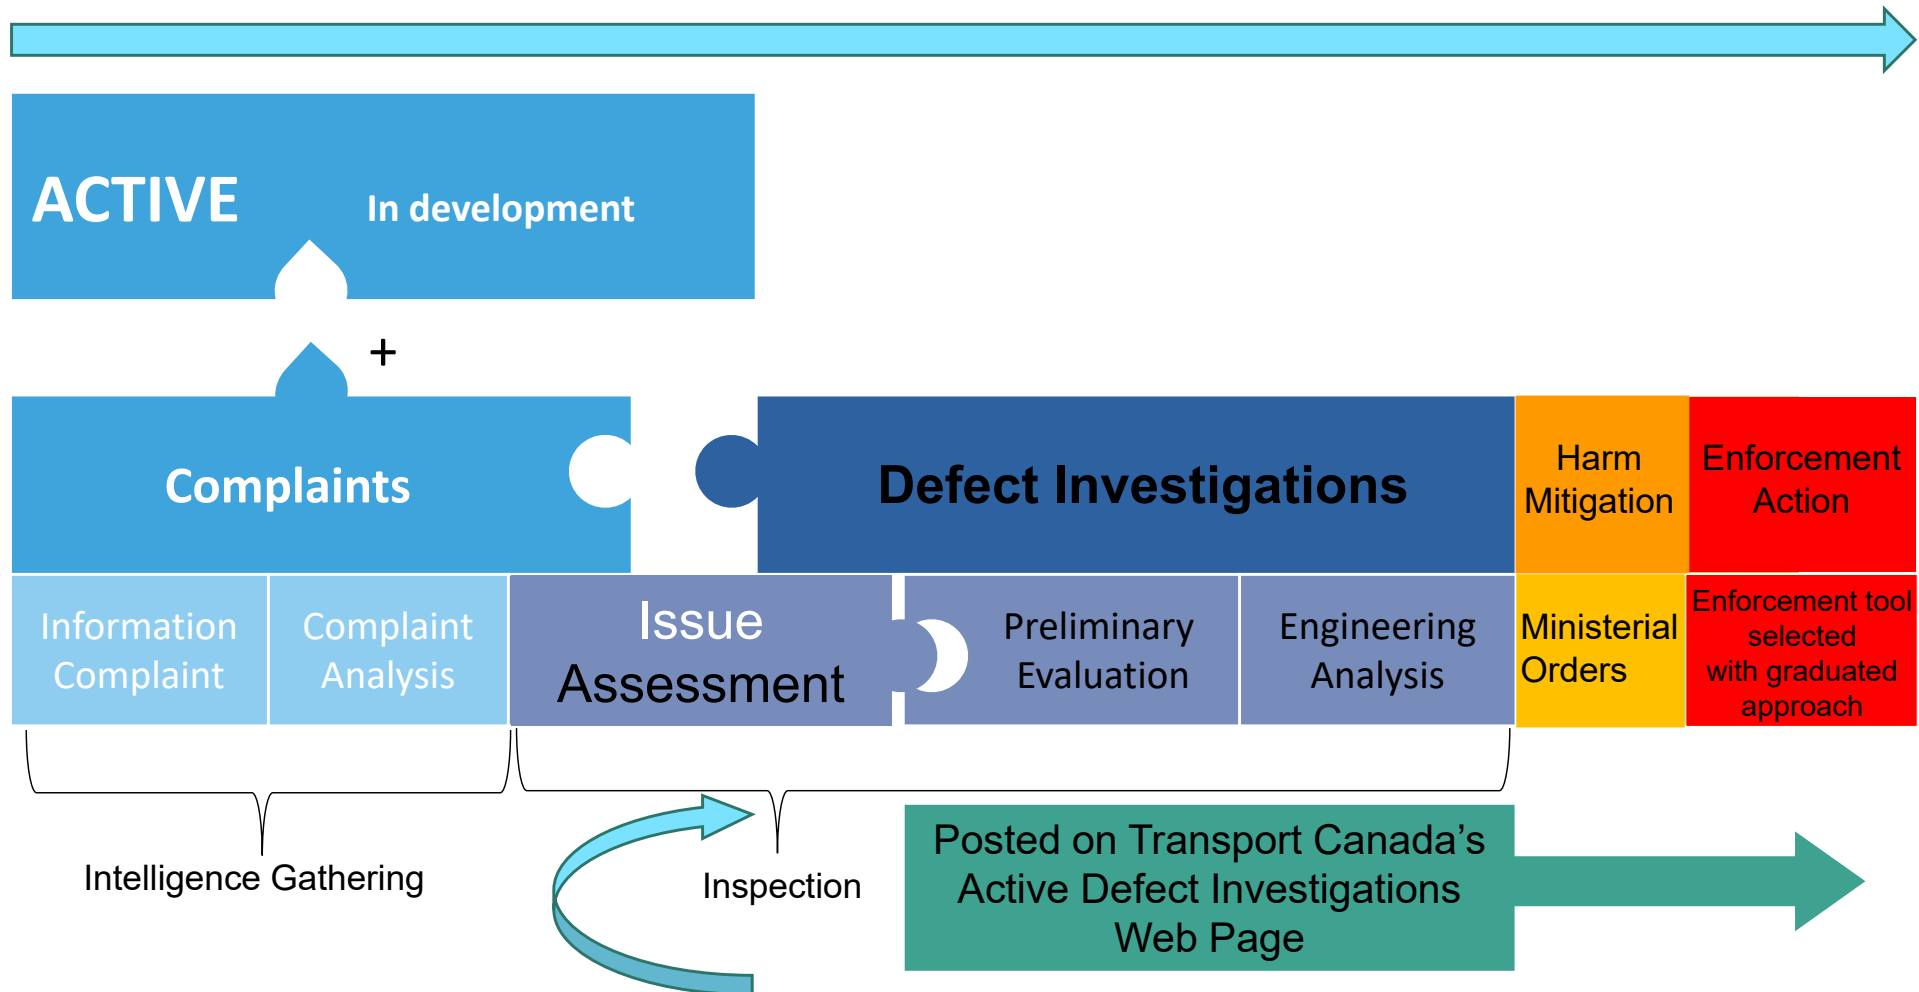 ACTIVE
In development
+
Complaints
Defect Investigations
Harm
Mitigation
Enforcement
Action
Information
Complaint
Complaint
Analysis
Issue
Assessment
Preliminary
Evaluation
Engineering
Analysis
Ministerial
Orders
Enforcement tool
selected
with graduated
approach
Intelligence Gathering
Inspection
Posted on Transport Canada’s
Active Defect Investigations
Web Page